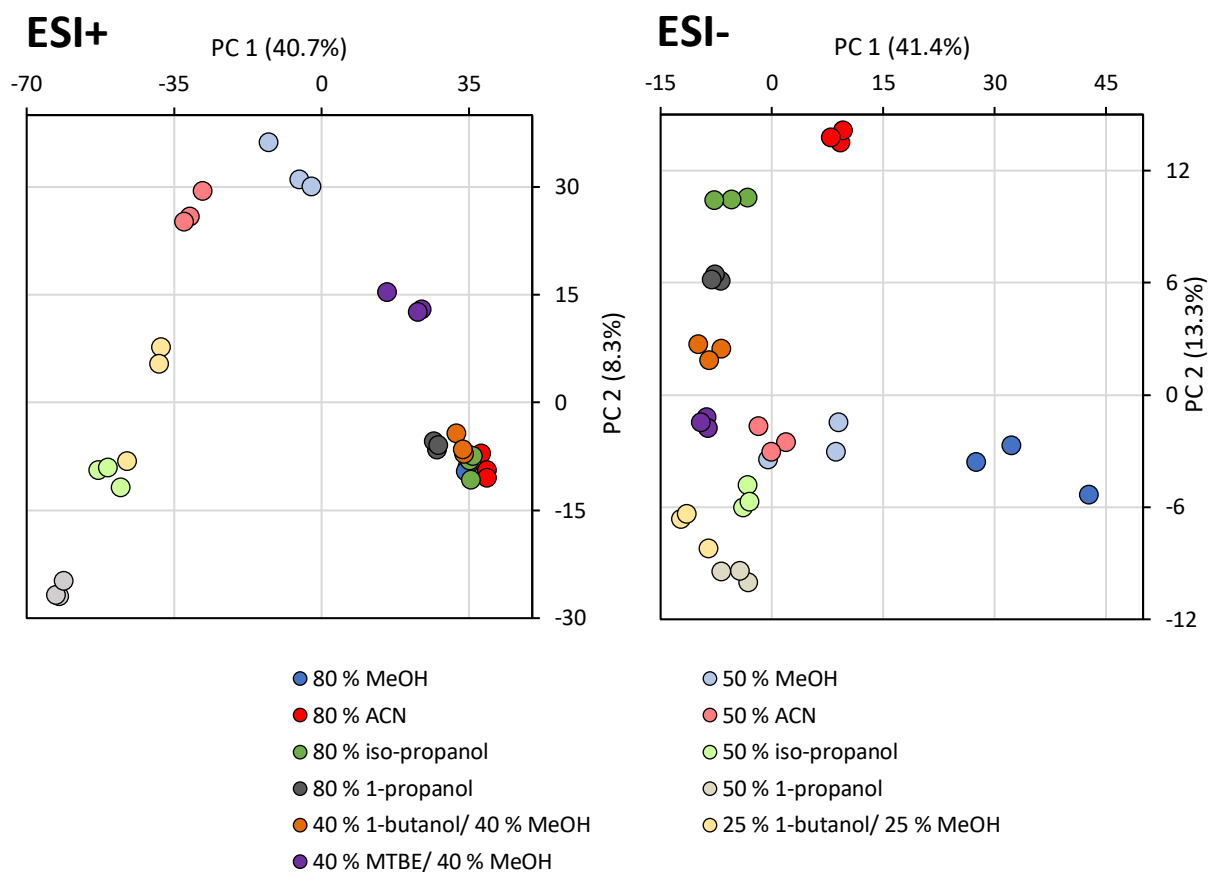 ESI+
PC 1 (40.7%)
-70 -35 0 35
30
15
0
-15
-30
PC 2 (8.3%)
ESI-
PC 1 (41.4%)
-15 0 15 30 45
12
6
0
-6
-12
PC 2 (13.3%)
80 % MeOH
80 % ACN
80 % iso-propanol
80 % 1-propanol
40 % 1-butanol/ 40 % MeOH
40 % MTBE/ 40 % MeOH
50 % MeOH
50 % ACN
50 % iso-propanol
50 % 1-propanol
25 % 1-butanol/ 25 % MeOH